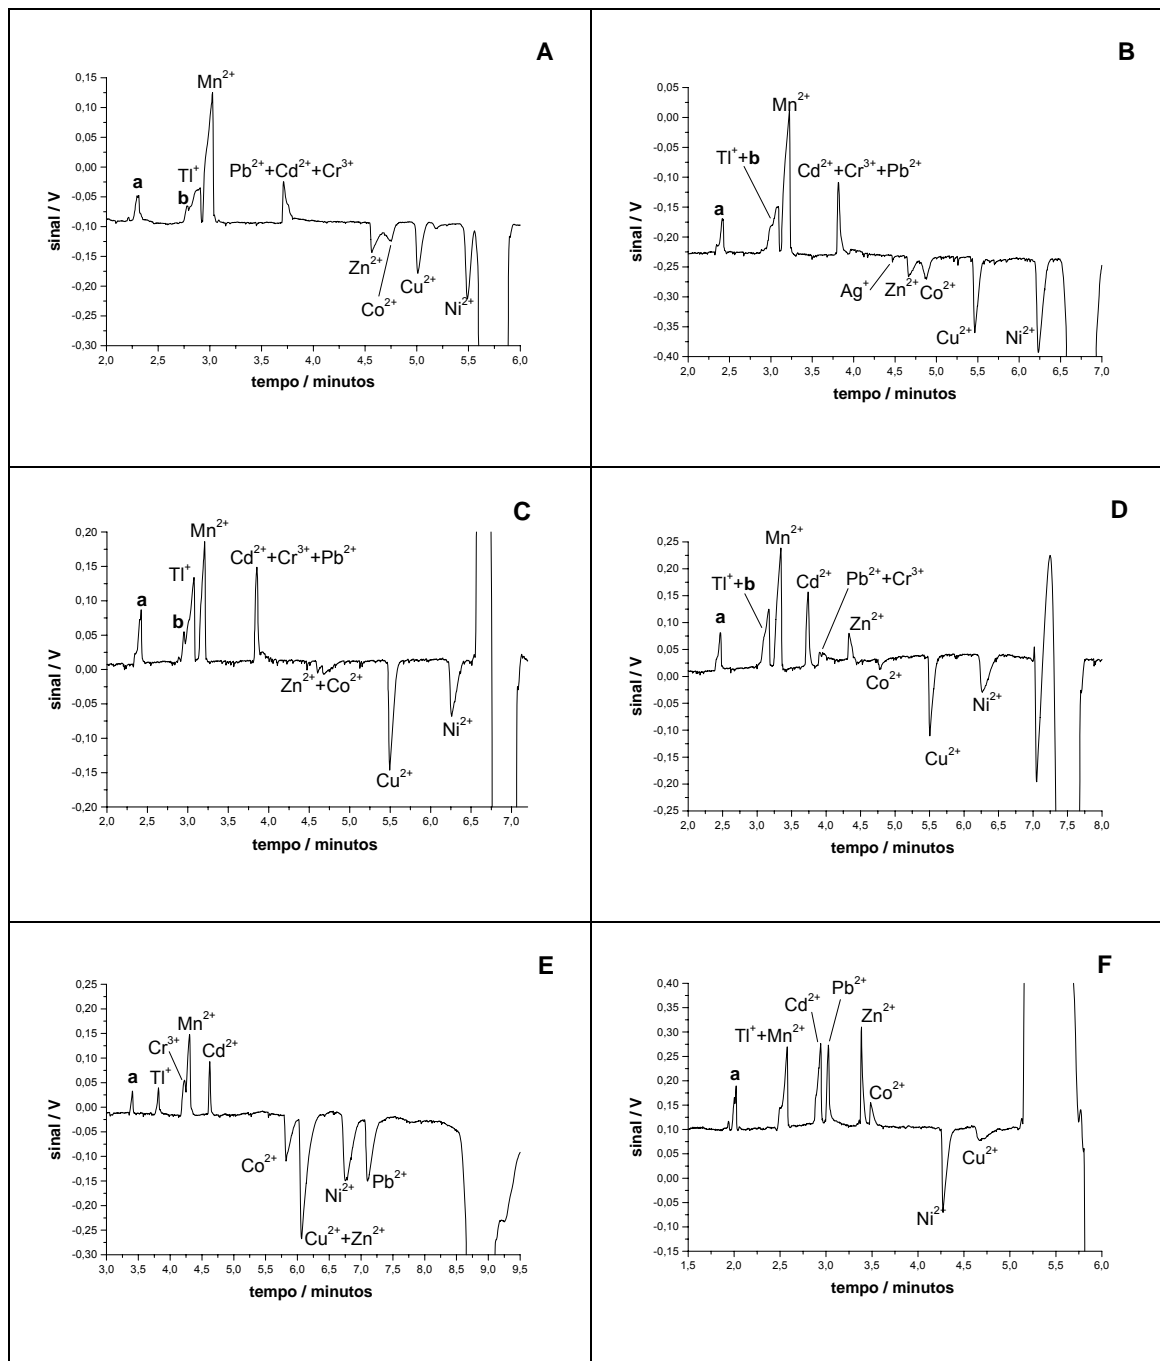 A
sinal / V
0,15
0,10
0,05
0,00
-0,05
-0,10
-0,15
-0,20
-0,25
-0,30
a
b
Tl+
Mn2+
Pb2++Cd2++Cr3+
Zn2+
Co2+
Cu2+
Ni2+
2,0 2,5 3,0 3,5 4,0 4,5 5,0 5,5 6,0
tempo / minutos
B
sinal / V
0,05
0,00
-0,05
-0,10
-0,15
-0,20
-0,25
-0,30
-0,35
-0,40
a
Tl++b
Mn2+
Cd2++Cr3++Pb2+
Ag+
Zn2+
Co2+
Cu2+
Ni2+
2,0 2,5 3,0 3,5 4,0 4,5 5,0 5,5 6,0 6,5 7,0
tempo / minutos
C
sinal / V
0,20
0,15
0,10
0,05
0,00
-0,05
-0,10
-0,15
-0,20
a
b
Tl+
Mn2+
Cd2++Cr3++Pb2+
Zn2++Co2+
Cu2+
Ni2+
2,0 2,5 3,0 3,5 4,0 4,5 5,0 5,5 6,0 6,5 7,0
tempo / minutos
D
sinal / V
0,25
0,20
0,15
0,10
0,05
0,00
-0,05
-0,10
-0,15
-0,20
-0,25
a
Tl++b
Mn2+
Cd2+
Pb2++Cr3+
Zn2+
Co2+
Cu2+
Ni2+
2,0 2,5 3,0 3,5 4,0 4,5 5,0 5,5 6,0 6,5 7,0 7,5 8,0
tempo / minutos
E
sinal / V
0,25
0,20
0,15
0,10
0,05
0,00
-0,05
-0,10
-0,15
-0,20
-0,25
-0,30
a
Tl+
Cr3+
Mn2+
Cd2+
Co2+
Cu2++Zn2+
Ni2+
Pb2+
3,0 3,5 4,0 4,5 5,0 5,5 6,0 6,5 7,0 7,5 8,0 8,5 9,0 9,5
tempo / minutos
F
sinal / V
0,40
0,35
0,30
0,25
0,20
0,15
0,10
0,05
0,00
-0,05
-0,10
-0,15
a
Tl++Mn2+
Cd2+
Pb2+
Zn2+
Co2+
Ni2+
Cu2+
1,5 2,0 2,5 3,0 3,5 4,0 4,5 5,0 5,5 6,0
tempo / minutos